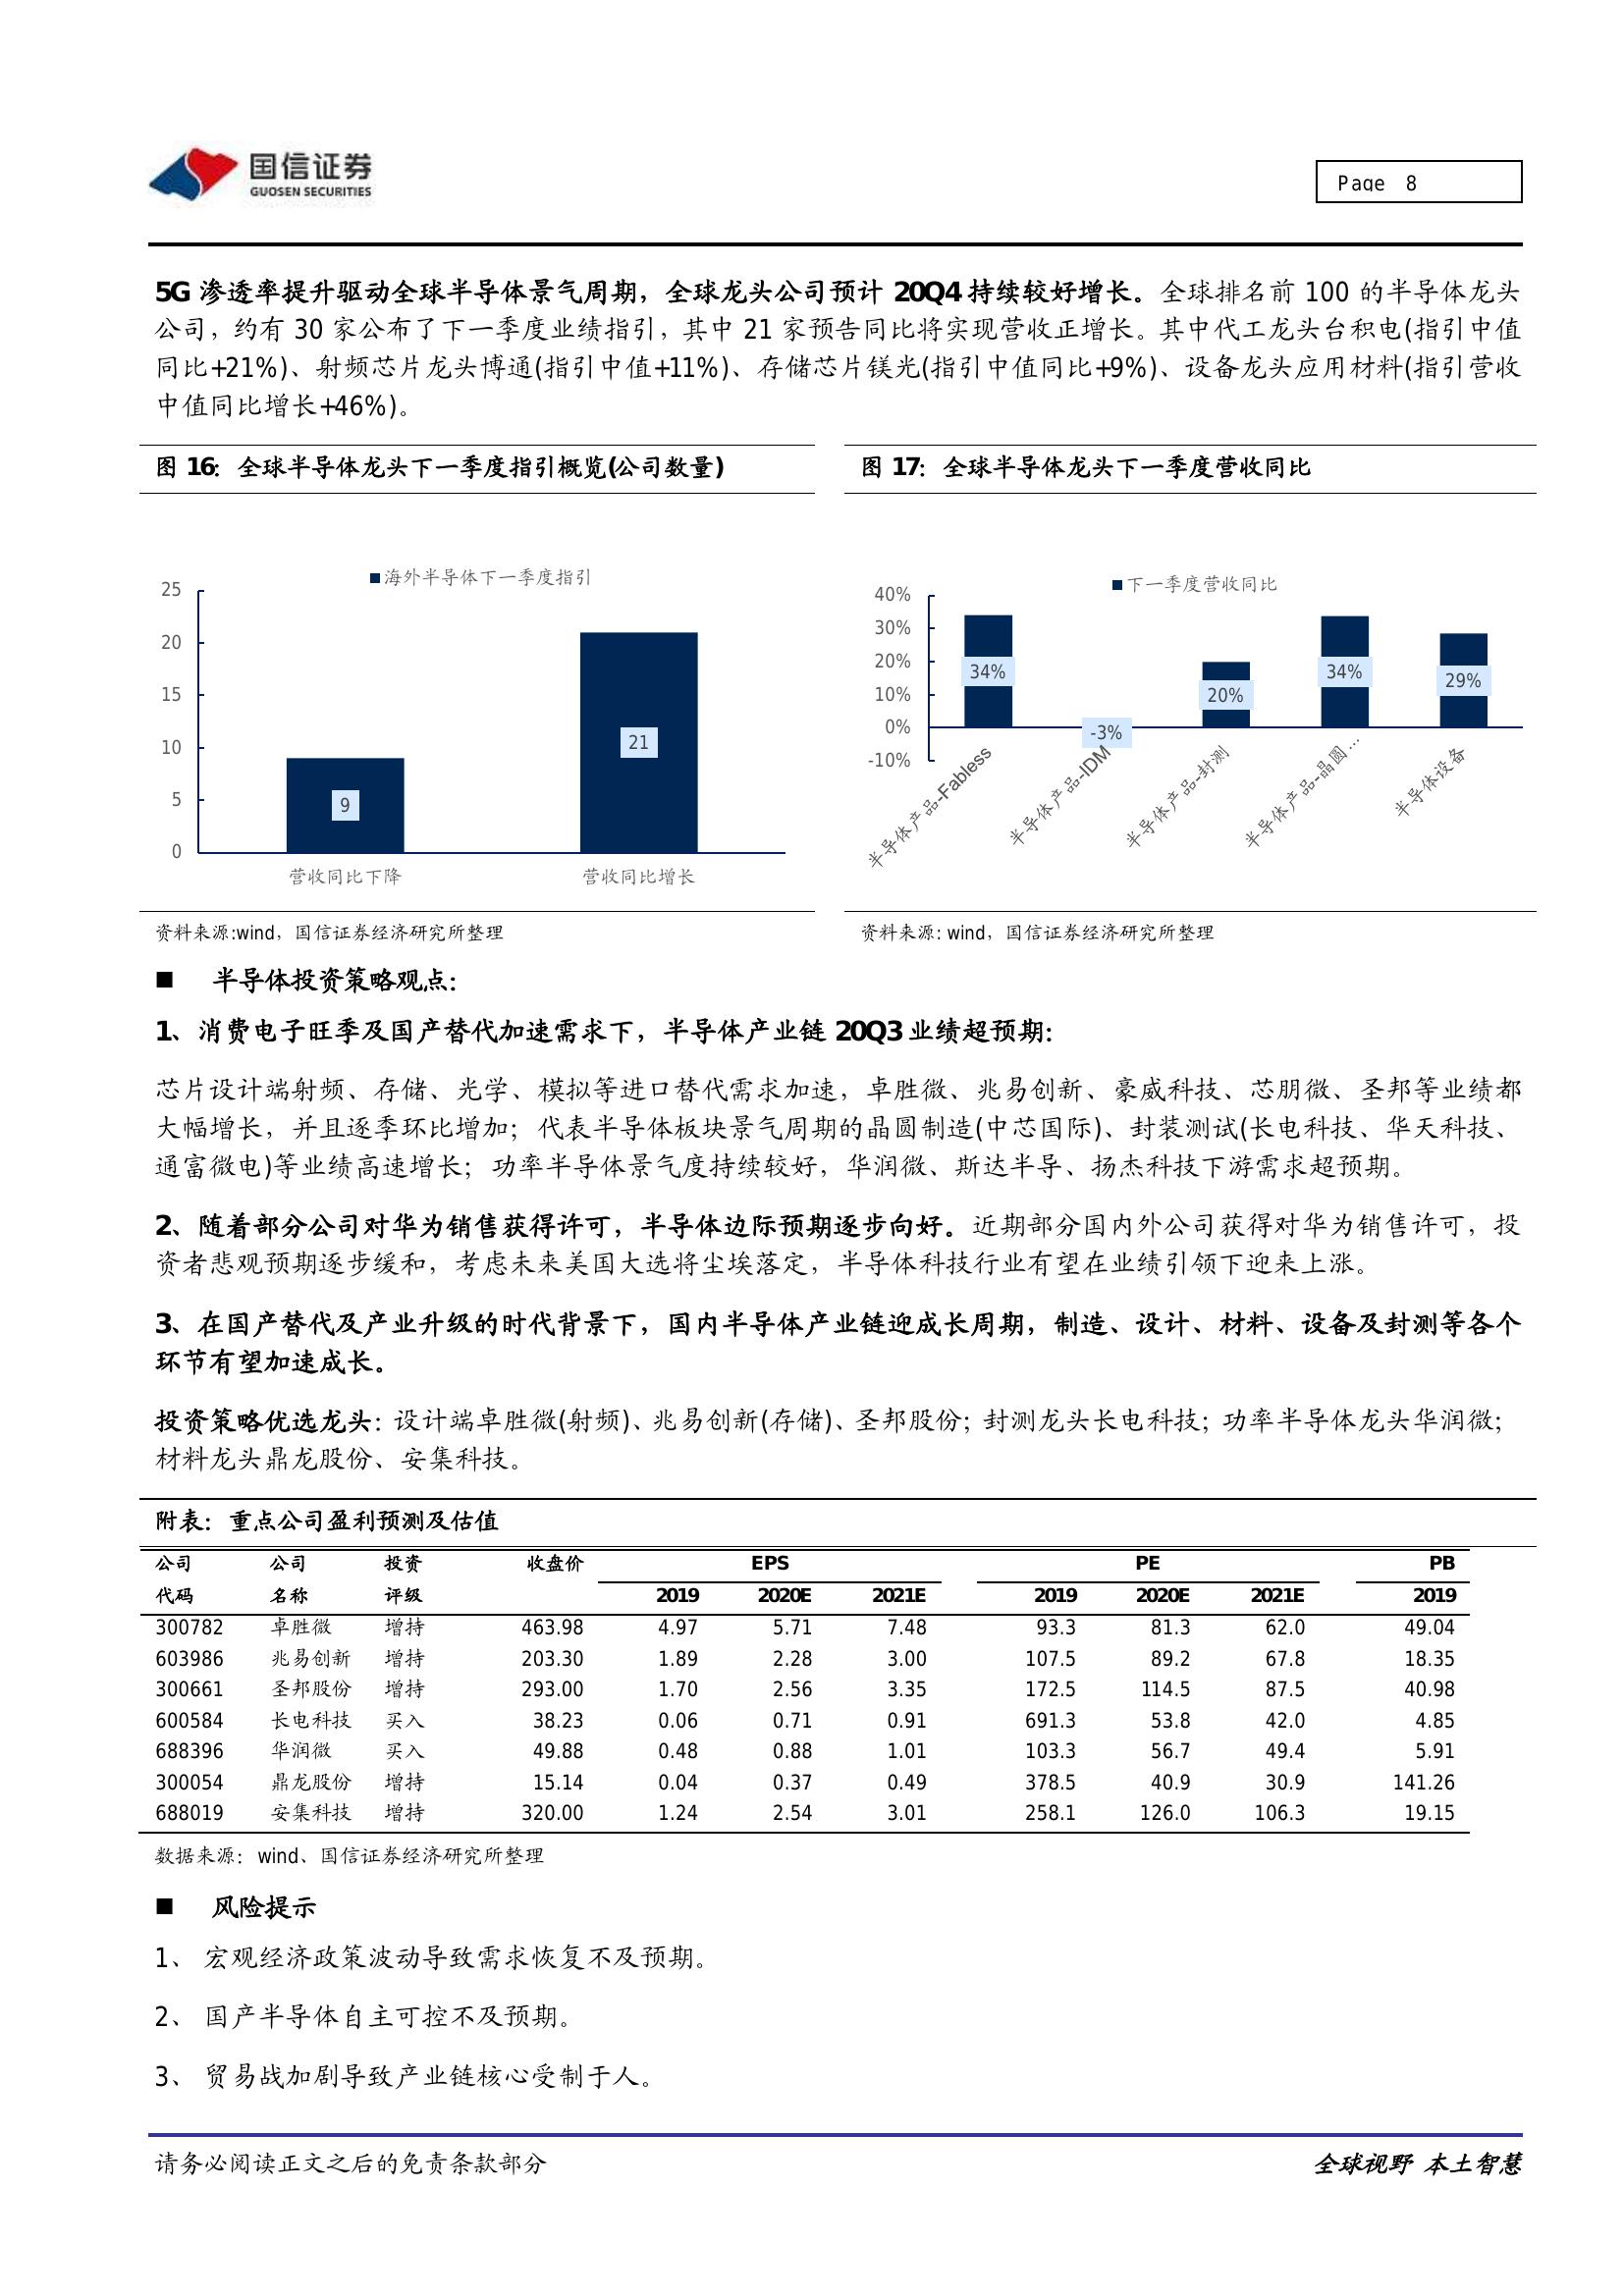 国信证券
GUOSEN SECURITIES
Page 8
5G 渗透率提升驱动全球半导体景气周期，全球龙头公司预计 20Q4 持续较好增长。全球排名前 100 的半导体龙头
公司，约有 30 家公布了下一季度业绩指引，其中 21 家预告同比将实现营收正增长。其中代工龙头台积电(指引中值
同比+21%)、射频芯片龙头博通(指引中值+11%)、存储芯片镁光(指引中值同比+9%)、设备龙头应用材料(指引营收
中值同比增长+46%)。
图 16：全球半导体龙头下一季度指引概览(公司数量)
海外半导体下一季度指引
25
20
15
10
5
0
9
21
营收同比下降
营收同比增长
资料来源:wind，国信证券经济研究所整理
图 17：全球半导体龙头下一季度营收同比
下一季度营收同比
40%
30%
20%
10%
0%
-10%
34%
-3%
20%
34%
29%
半导体产品-Fabless
半导体产品-IDM
半导体产品-封测
半导体产品-晶圆…
半导体设备
资料来源: wind，国信证券经济研究所整理
■ 半导体投资策略观点：
1、消费电子旺季及国产替代加速需求下，半导体产业链 20Q3 业绩超预期：
芯片设计端射频、存储、光学、模拟等进口替代需求加速，卓胜微、兆易创新、豪威科技、芯朋微、圣邦等业绩都
大幅增长，并且逐季环比增加；代表半导体板块景气周期的晶圆制造(中芯国际)、封装测试(长电科技、华天科技、
通富微电)等业绩高速增长；功率半导体景气度持续较好，华润微、斯达半导、扬杰科技下游需求超预期。
2、随着部分公司对华为销售获得许可，半导体边际预期逐步向好。近期部分国内外公司获得对华为销售许可，投
资者悲观预期逐步缓和，考虑未来美国大选将尘埃落定，半导体科技行业有望在业绩引领下迎来上涨。
3、在国产替代及产业升级的时代背景下，国内半导体产业链迎成长周期，制造、设计、材料、设备及封测等各个
环节有望加速成长。
投资策略优选龙头：设计端卓胜微(射频)、兆易创新(存储)、圣邦股份；封测龙头长电科技；功率半导体龙头华润微；
材料龙头鼎龙股份、安集科技。
附表：重点公司盈利预测及估值
公司 公司 投资 收盘价 EPS PE PB
代码 名称 评级 2019 2020E 2021E 2019 2020E 2021E 2019
300782 卓胜微 增持 463.98 4.97 5.71 7.48 93.3 81.3 62.0 49.04
603986 兆易创新 增持 203.30 1.89 2.28 3.00 107.5 89.2 67.8 18.35
300661 圣邦股份 增持 293.00 1.70 2.56 3.35 172.5 114.5 87.5 40.98
600584 长电科技 买入 38.23 0.06 0.71 0.91 691.3 53.8 42.0 4.85
688396 华润微 买入 49.88 0.48 0.88 1.01 103.3 56.7 49.4 5.91
300054 鼎龙股份 增持 15.14 0.04 0.37 0.49 378.5 40.9 30.9 141.26
688019 安集科技 增持 320.00 1.24 2.54 3.01 258.1 126.0 106.3 19.15
数据来源：wind、国信证券经济研究所整理
■ 风险提示
1、 宏观经济政策波动导致需求恢复不及预期。
2、 国产半导体自主可控不及预期。
3、 贸易战加剧导致产业链核心受制于人。
请务必阅读正文之后的免责条款部分
全球视野 本土智慧